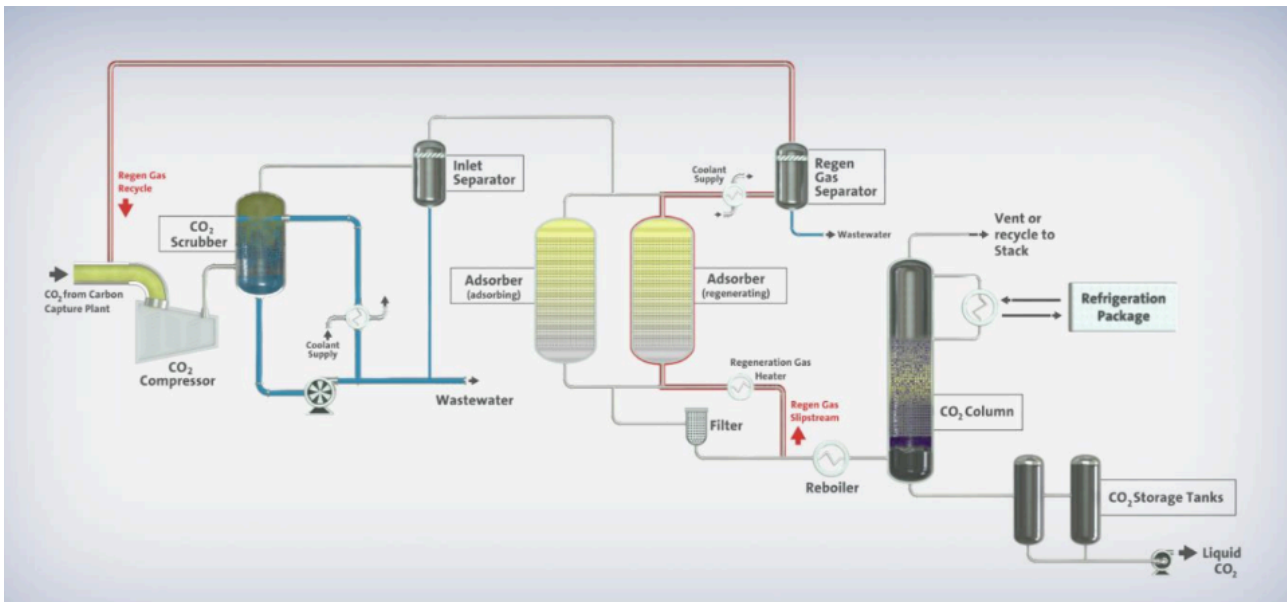 Regen Gas
Recycle
CO₂
Scrubber
Inlet
Separator
Coolant
Supply
Regen
Gas
Separator
Wastewater
Vent or
recycle to
Stack
CO₂ from Carbon
Capture Plant
CO₂
Compressor
Coolant
Supply
Wastewater
Adsorber
(adsorbing)
Adsorber
(regenerating)
Regeneration Gas
Heater
Regen Gas
Slipstream
Filter
Reboiler
Refrigeration
Package
CO₂ Column
CO₂ Storage Tanks
Liquid
CO₂